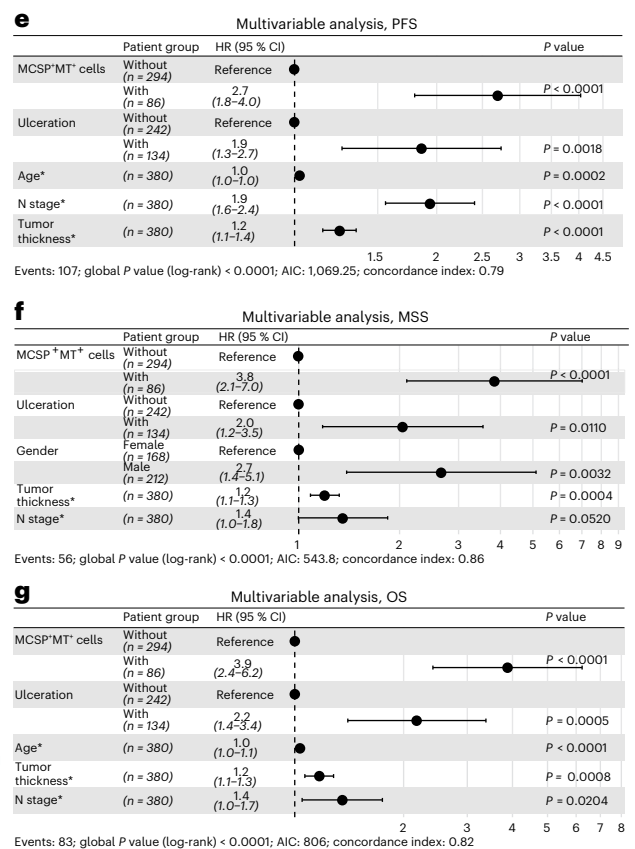 e
Multivariable analysis, PFS
Patient group HR (95 % CI) P value
MCSP⁺MT⁺ cells Without (n = 294) Reference
With (n = 86) 2.7 (1.8–4.0) P < 0.0001
Ulceration Without (n = 242) Reference
With (n = 134) 1.9 (1.3–2.7) P = 0.0018
Age* (n = 380) 1.0 (1.0–1.0) P = 0.0002
N stage* (n = 380) 1.9 (1.6–2.4) P < 0.0001
Tumor thickness* (n = 380) 1.2 (1.1–1.4) P < 0.0001
1.5 2 2.5 3 3.5 4 4.5
Events: 107; global P value (log-rank) < 0.0001; AIC: 1,069.25; concordance index: 0.79
f
Multivariable analysis, MSS
Patient group HR (95 % CI) P value
MCSP⁺MT⁺ cells Without (n = 294) Reference
With (n = 86) 3.8 (2.1–7.0) P < 0.0001
Ulceration Without (n = 242) Reference
With (n = 134) 2.0 (1.2–3.5) P = 0.0110
Gender Female (n = 168) Reference
Male (n = 212) 2.7 (1.4–5.1) P = 0.0032
Tumor thickness* (n = 380) 1.2 (1.1–1.3) P = 0.0004
N stage* (n = 380) 1.4 (1.0–1.8) P = 0.0520
1 2 3 4 5 6 7 8 9
Events: 56; global P value (log-rank) < 0.0001; AIC: 543.8; concordance index: 0.86
g
Multivariable analysis, OS
Patient group HR (95 % CI) P value
MCSP⁺MT⁺ cells Without (n = 294) Reference
With (n = 86) 3.9 (2.4–6.2) P < 0.0001
Ulceration Without (n = 242) Reference
With (n = 134) 2.2 (1.4–3.4) P = 0.0005
Age* (n = 380) 1.0 (1.0–1.1) P < 0.0001
Tumor thickness* (n = 380) 1.2 (1.1–1.3) P = 0.0008
N stage* (n = 380) 1.4 (1.0–1.7) P = 0.0204
2 3 4 5 6 7 8
Events: 83; global P value (log-rank) < 0.0001; AIC: 806; concordance index: 0.82